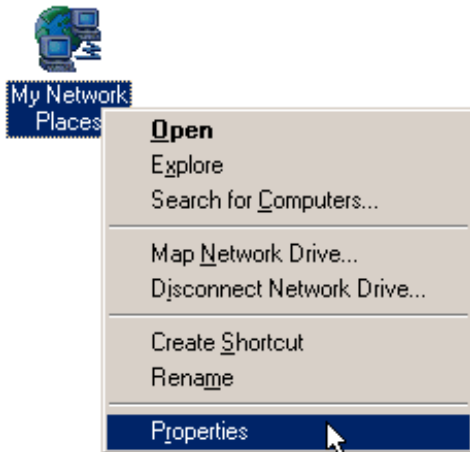 My Network
Places
Open
Explore
Search for Computers...
Map Network Drive...
Disconnect Network Drive...
Create Shortcut
Rename
Properties